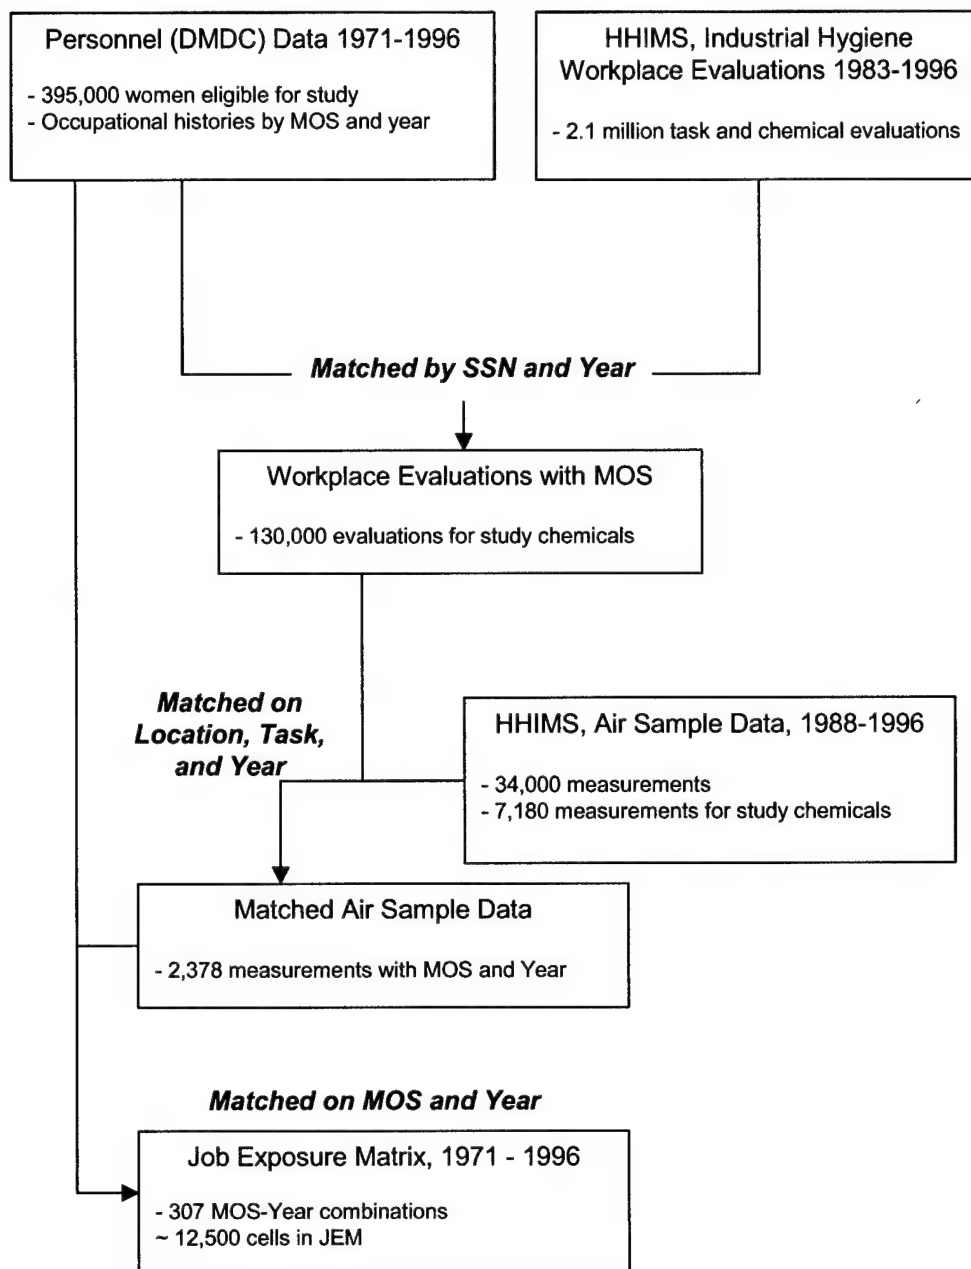 Personnel (DMDC) Data 1971-1996
- 395,000 women eligible for study
- Occupational histories by MOS and year
HHIMS, Industrial Hygiene
Workplace Evaluations 1983-1996
- 2.1 million task and chemical evaluations
Matched by SSN and Year
Workplace Evaluations with MOS
- 130,000 evaluations for study chemicals
Matched on
Location, Task,
and Year
HHIMS, Air Sample Data, 1988-1996
- 34,000 measurements
- 7,180 measurements for study chemicals
Matched Air Sample Data
- 2,378 measurements with MOS and Year
Matched on MOS and Year
Job Exposure Matrix, 1971 - 1996
- 307 MOS-Year combinations
~ 12,500 cells in JEM